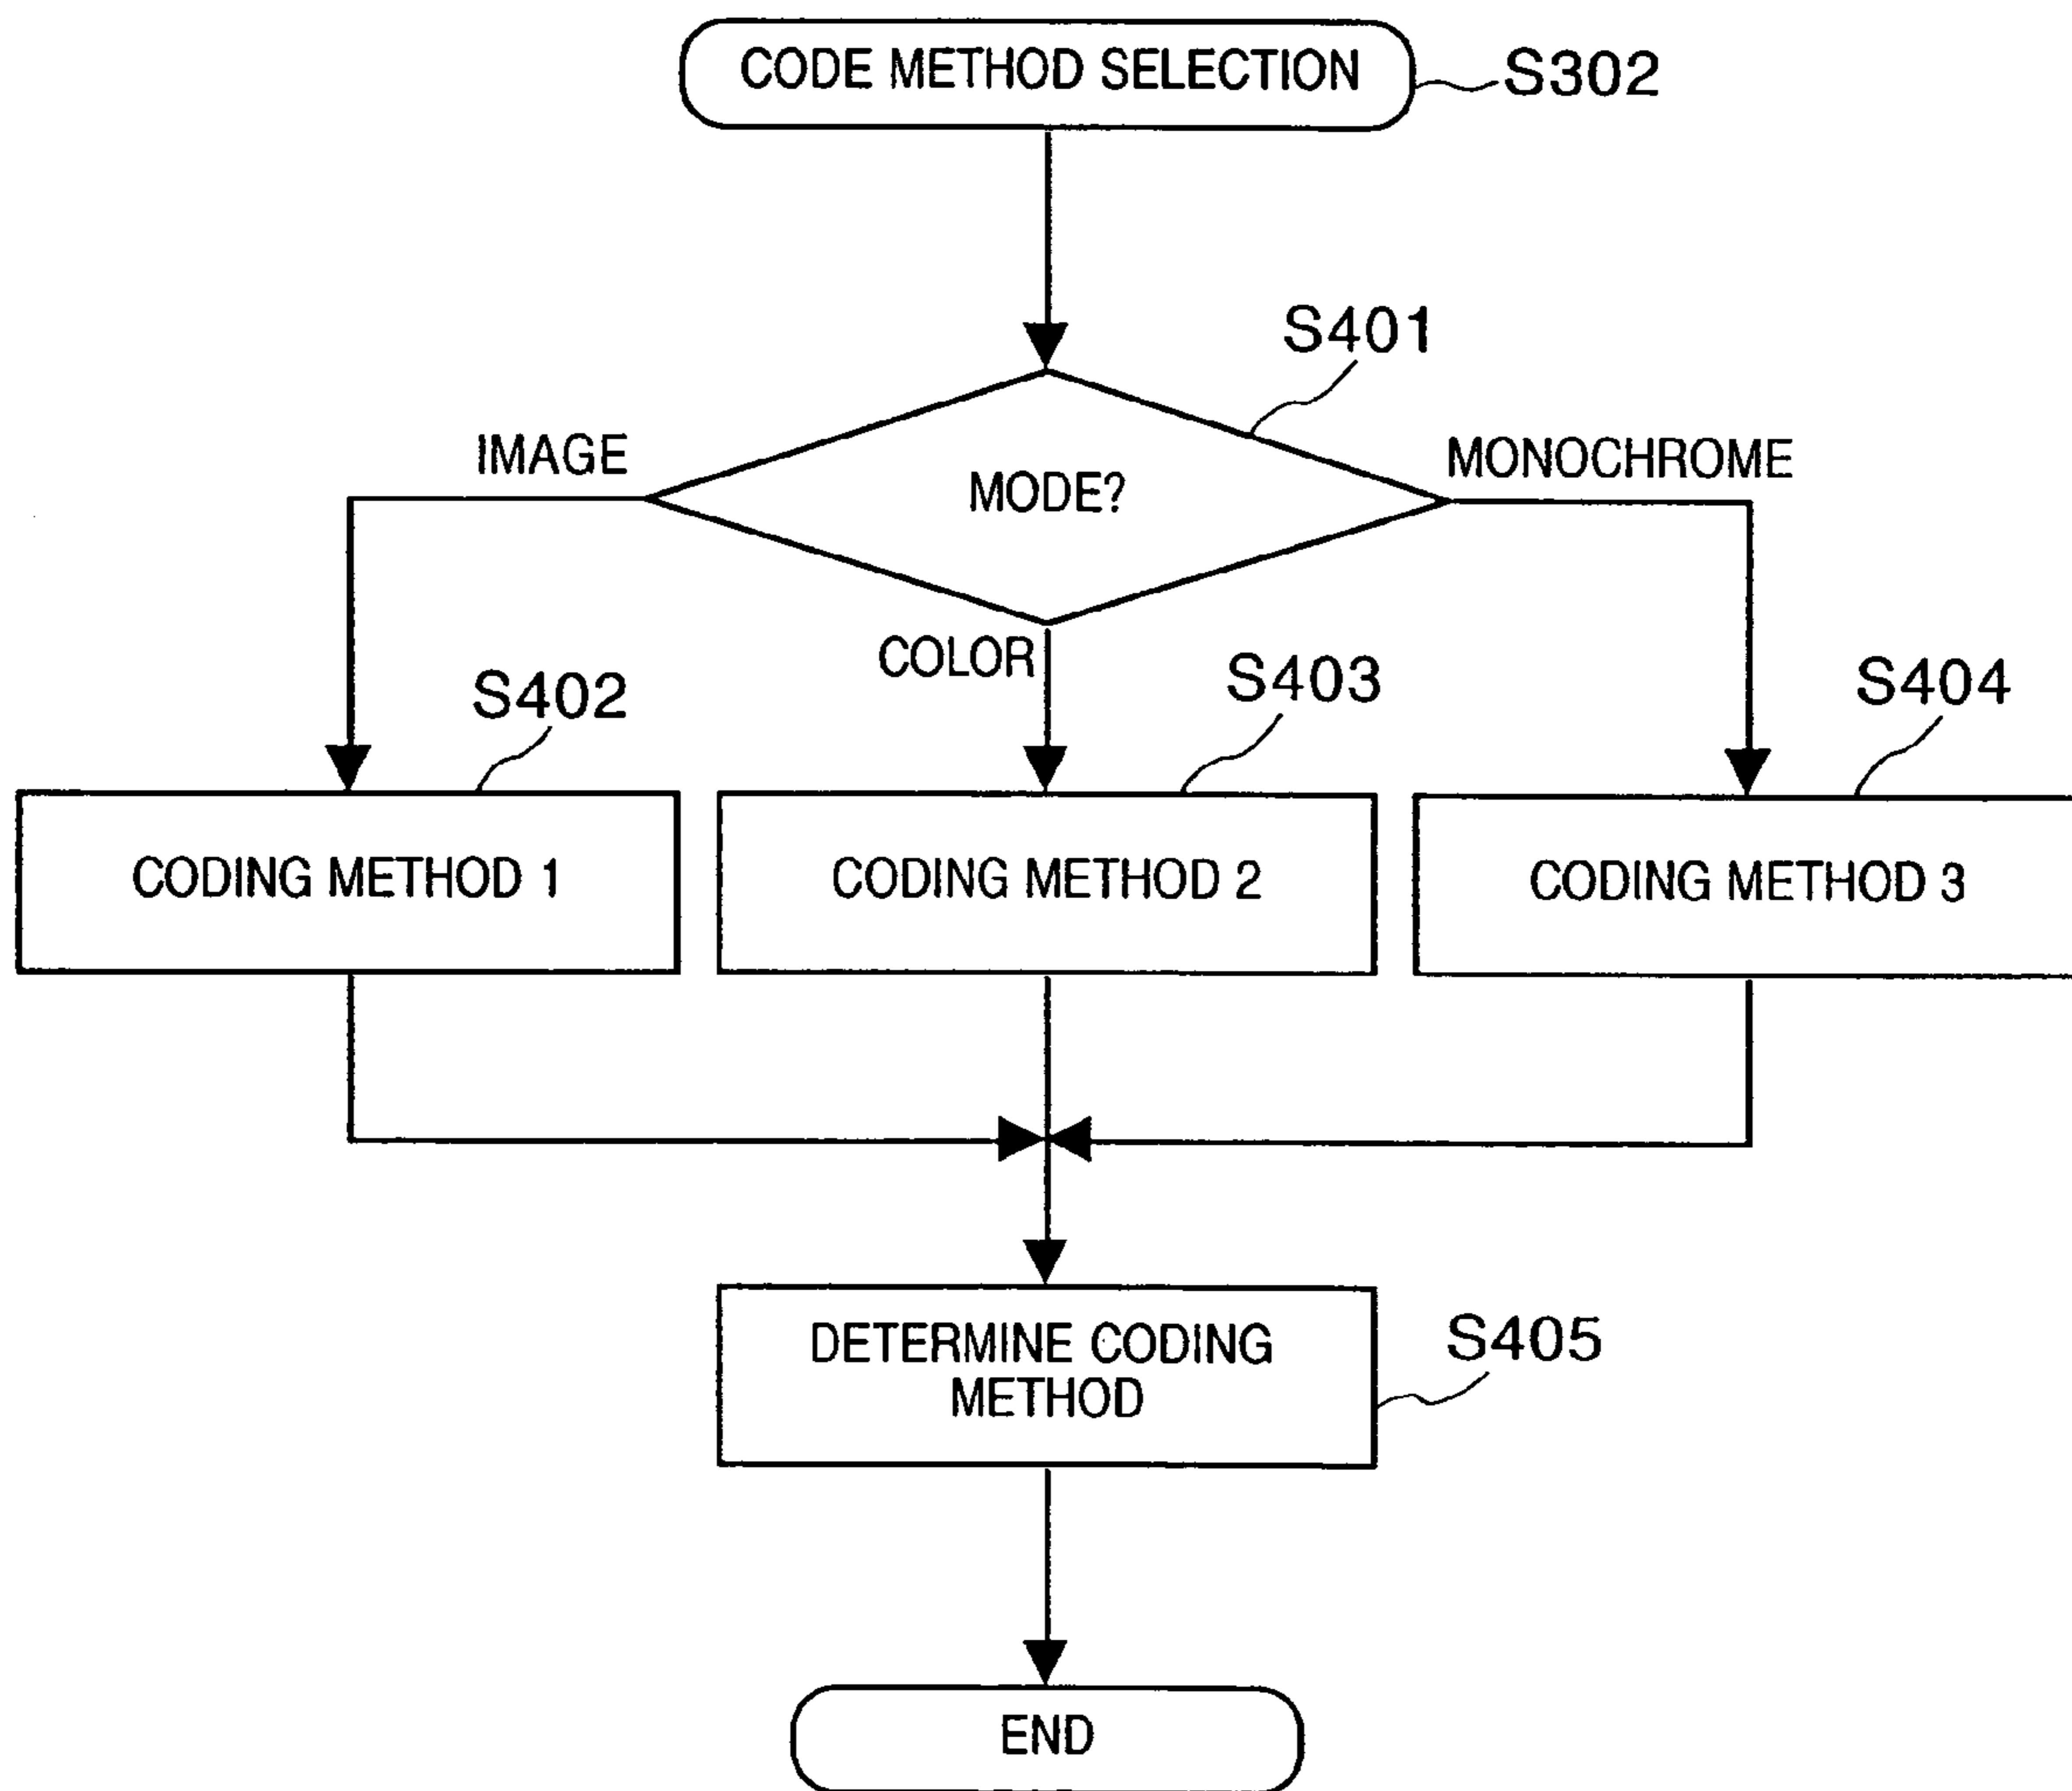 CODE METHOD SELECTION
S302
S401
IMAGE
MODE?
MONOCHROME
COLOR
S402
S403
S404
CODING METHOD 1
CODING METHOD 2
CODING METHOD 3
DETERMINE CODING
METHOD
S405
END